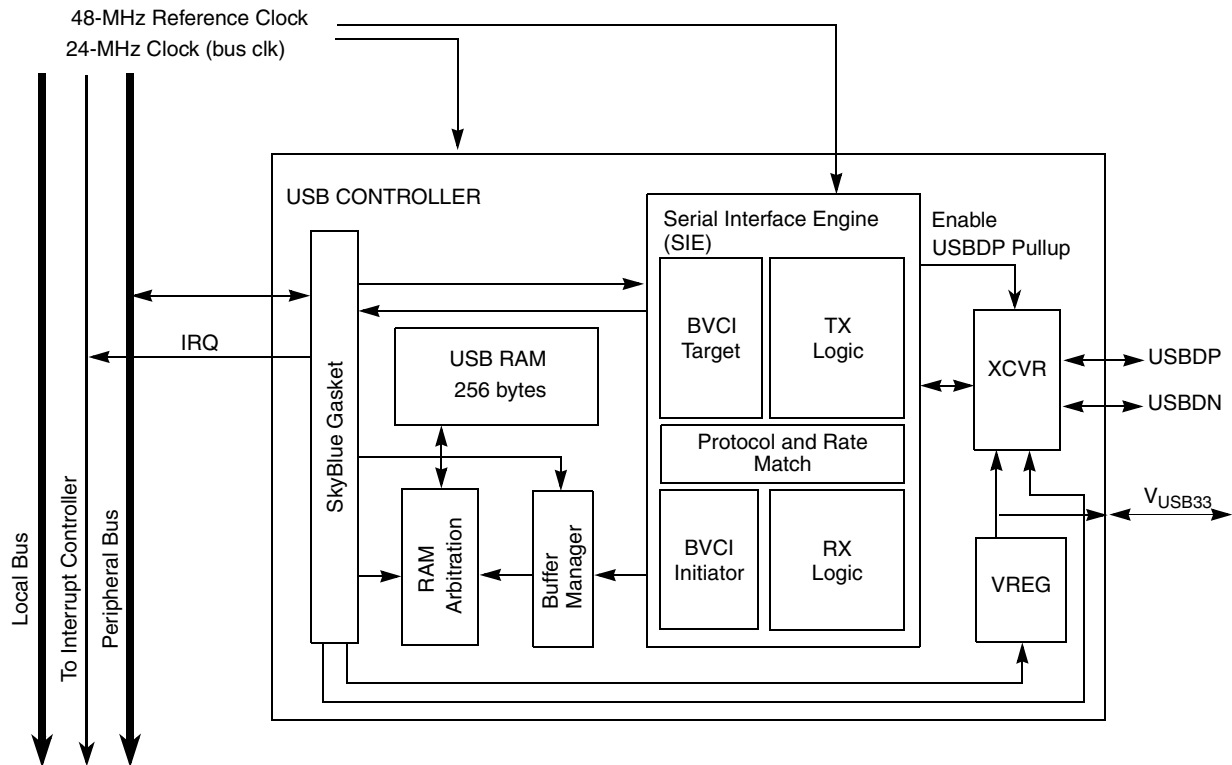 48-MHz Reference Clock
24-MHz Clock (bus clk)
USB CONTROLLER
Serial Interface Engine
(SIE)
Enable
USBDP Pullup
BVCI
Target
TX
Logic
XCVR
USBDP
USBDN
IRQ
USB RAM
256 bytes
SkyBlue Gasket
Protocol and Rate
Match
RAM
Arbitration
Buffer
Manager
BVCI
Initiator
RX
Logic
VREG
VUSB33
Local Bus
To Interrupt Controller
Peripheral Bus